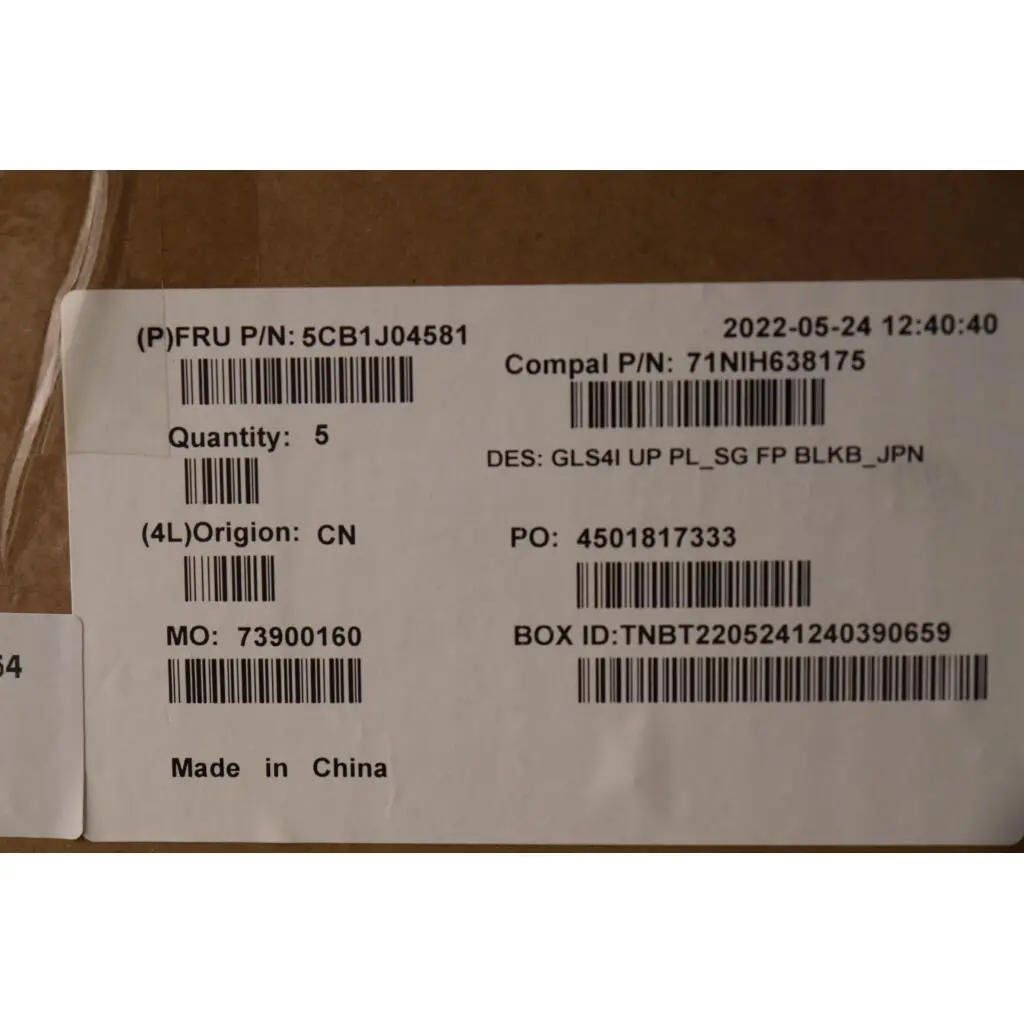 (P)FRU P/N: 5CB1J04581
2022-05-24 12:40:40
Compal P/N: 71NIH638175
Quantity: 5
DES: GLS4I UP PL_SG FP BLKB_JPN
(4L)Origion: CN
PO: 4501817333
MO: 73900160
BOX ID:TNBT2205241240390659
64
Made in China